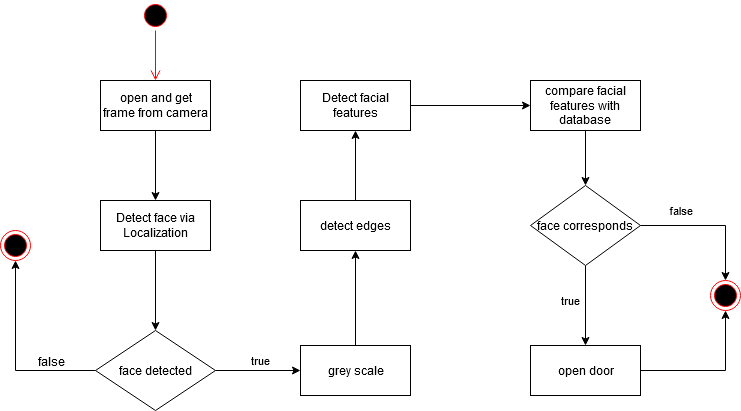 open and get
frame from camera
Detect face via
Localization
face detected
false
true
grey scale
detect edges
Detect facial
features
compare facial
features with
database
face corresponds
false
true
open door